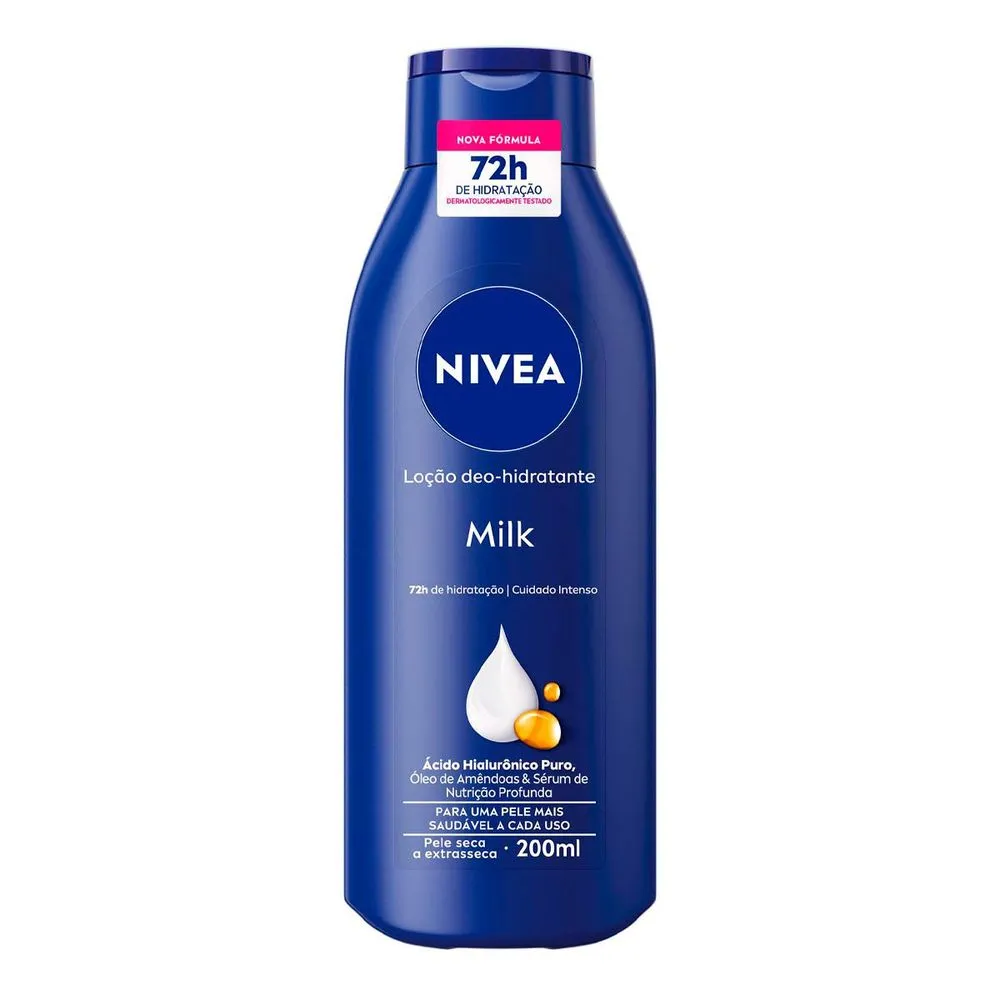 NOVA FÓRMULA
72h
DE HIDRATAÇÃO
DERMATOLOGICAMENTE TESTADO
NIVEA
Loção deo-hidratante
Milk
72h de hidratação | Cuidado Intenso
Ácido Hialurônico Puro,
Óleo de Amêndoas & Sérum de
Nutrição Profunda
PARA UMA PELE MAIS
SAUDÁVEL A CADA USO
Pele seca
a extrasseca · 200ml